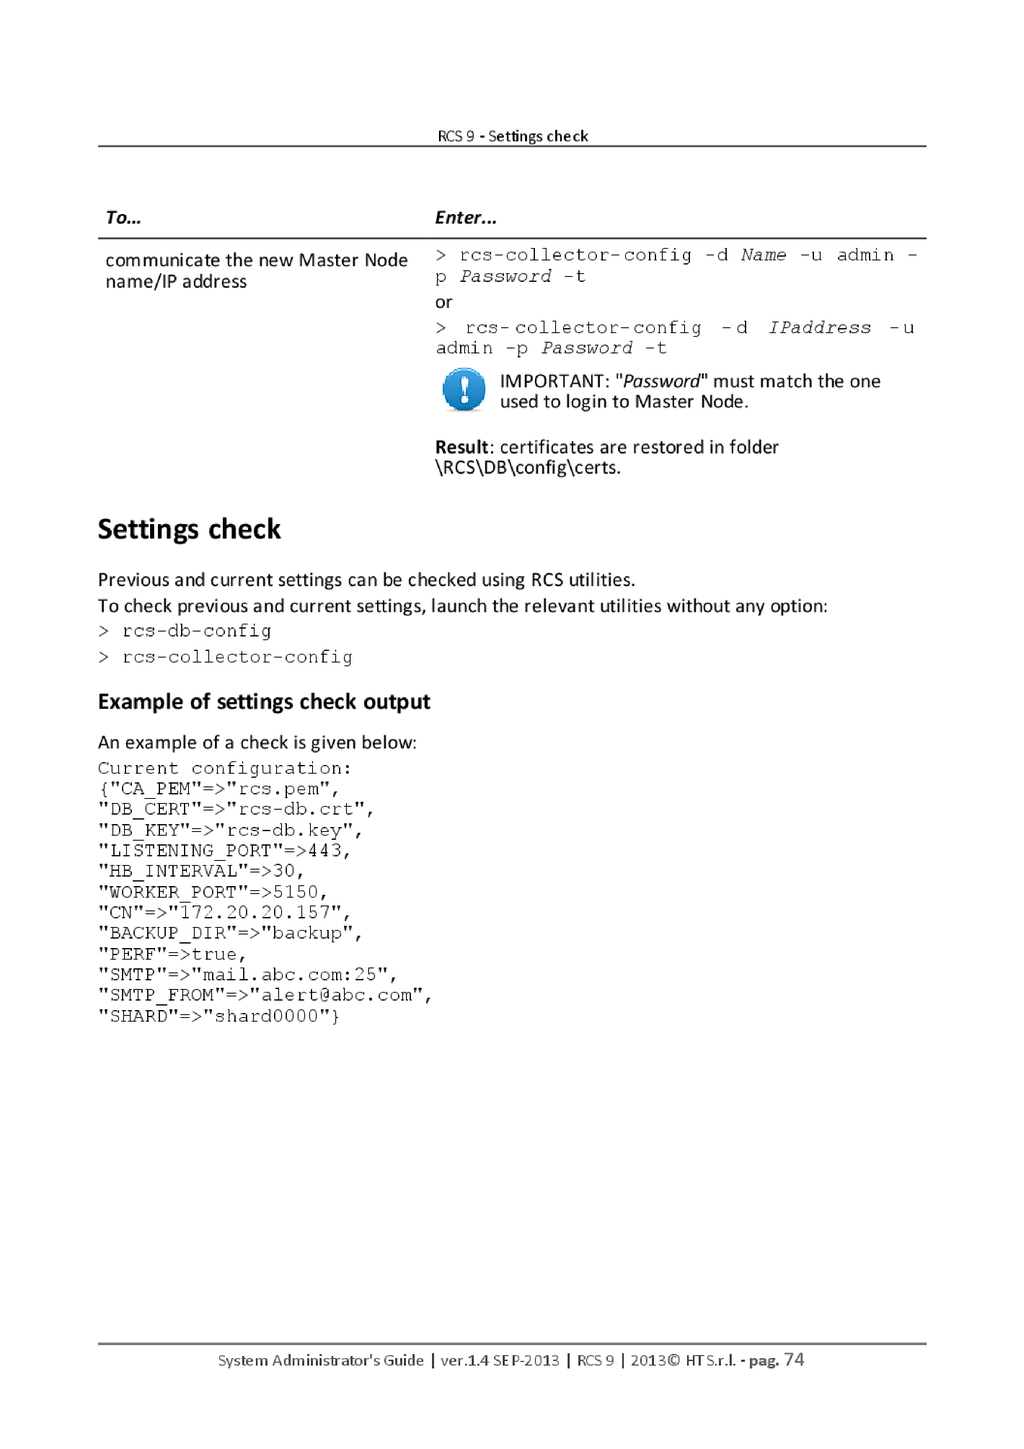 RCS 9 - Settings check
To... Enter...
communicate the new Master Node
name/IP address
> rcs-collector-config -d Name -u admin -
p Password -t
or
> rcs-collector-config -d IPaddress -u
admin -p Password -t
IMPORTANT: "Password" must match the one
used to login to Master Node.
Result: certificates are restored in folder
\RCS\DB\config\certs.
Settings check
Previous and current settings can be checked using RCS utilities.
To check previous and current settings, launch the relevant utilities without any option:
> rcs-db-config
> rcs-collector-config
Example of settings check output
An example of a check is given below:
Current configuration:
{"CA_PEM"=>"rcs.pem",
"DB_CERT"=>"rcs-db.crt",
"DB_KEY"=>"rcs-db.key",
"LISTENING_PORT"=>443,
"HB_INTERVAL"=>30,
"WORKER_PORT"=>5150,
"CN"=>"172.20.20.157",
"BACKUP_DIR"=>"backup",
"PERF"=>true,
"SMTP"=>"mail.abc.com:25",
"SMTP_FROM"=>"alert@abc.com",
"SHARD"=>"shard0000"}
System Administrator's Guide | ver.1.4 SEP-2013 | RCS 9 | 2013© HT S.r.l. - pag. 74